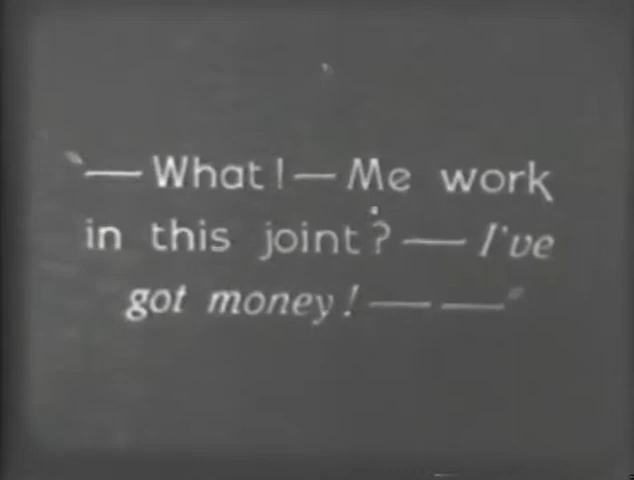 "—What!—Me work
in this joint?—I've
got money!— —"